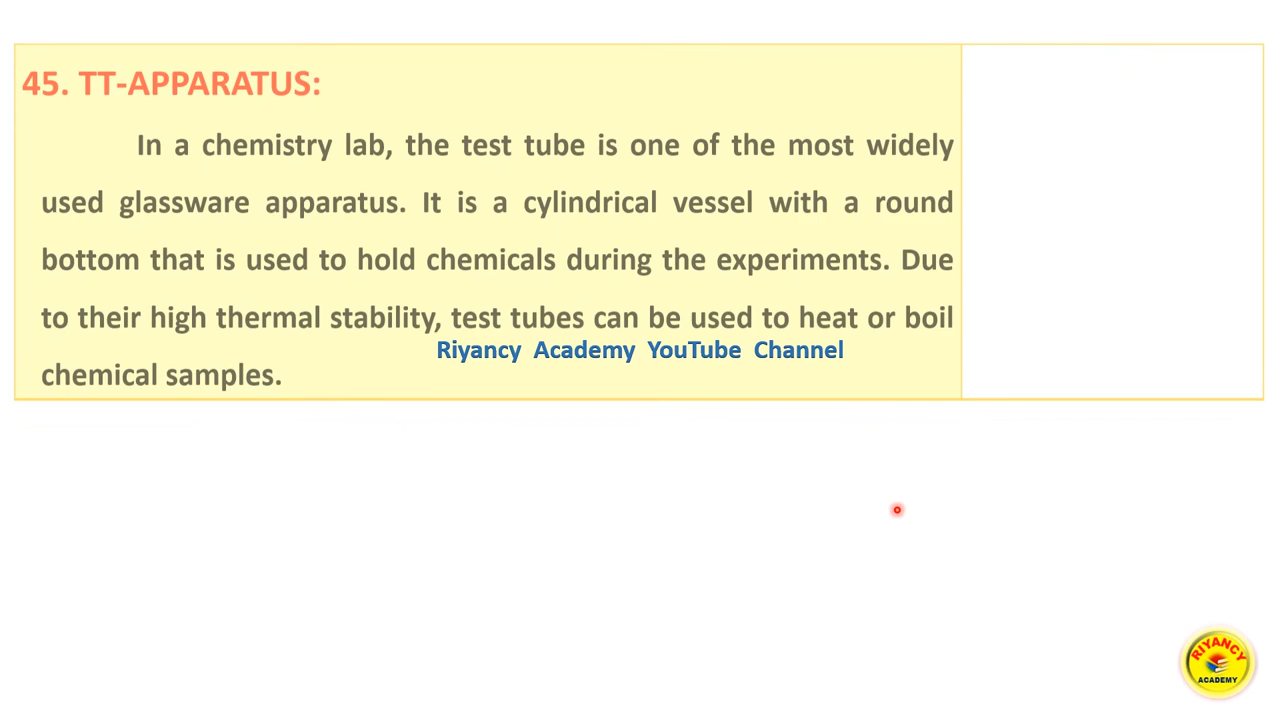 45. TT-APPARATUS:
In a chemistry lab, the test tube is one of the most widely
used glassware apparatus. It is a cylindrical vessel with a round
bottom that is used to hold chemicals during the experiments. Due
to their high thermal stability, test tubes can be used to heat or boil
Riyancy Academy YouTube Channel
chemical samples.
RIYANCY
ACADEMY